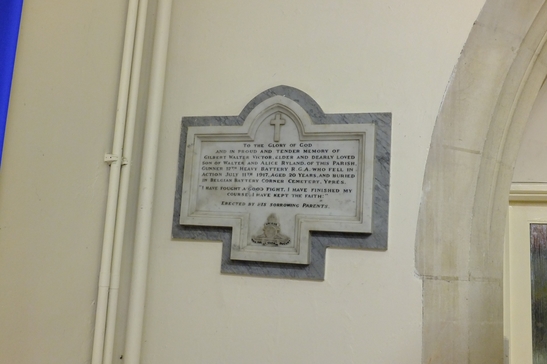 TO THE GLORY OF GOD
AND IN PROUD AND TENDER MEMORY OF
GILBERT WALTER VICTOR, ELDER AND DEARLY LOVED
SON OF WALTER AND ALICE BYLAND, OF THIS PARISH.
GUNNER HEAVY BATTERY R.G.A. WHO FELL IN
ACTION JULY 11TH 1917, AGED 20 YEARS, AND BURIED
IN BELGIAN BATTERY CORNER CEMETERY, YPRES.
"I HAVE FOUGHT A GOOD FIGHT, I HAVE FINISHED MY
COURSE, I HAVE KEPT THE FAITH."
ERECTED BY HIS SORROWING PARENTS.